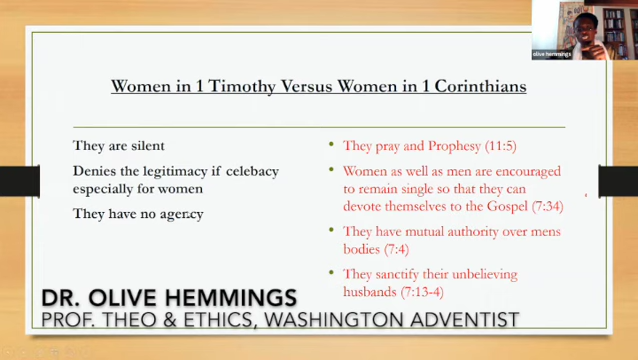 olive hemmings
Women in 1 Timothy Versus Women in 1 Corinthians
They are silent
Denies the legitimacy if celebacy
especially for women
They have no agency
• They pray and Prophesy (11:5)
• Women as well as men are encouraged
to remain single so that they can
devote themselves to the Gospel (7:34)
• They have mutual authority over mens
bodies (7:4)
• They sanctify their unbelieving
husbands (7:13-4)
DR. OLIVE HEMMINGS
PROF. THEO & ETHICS, WASHINGTON ADVENTIST